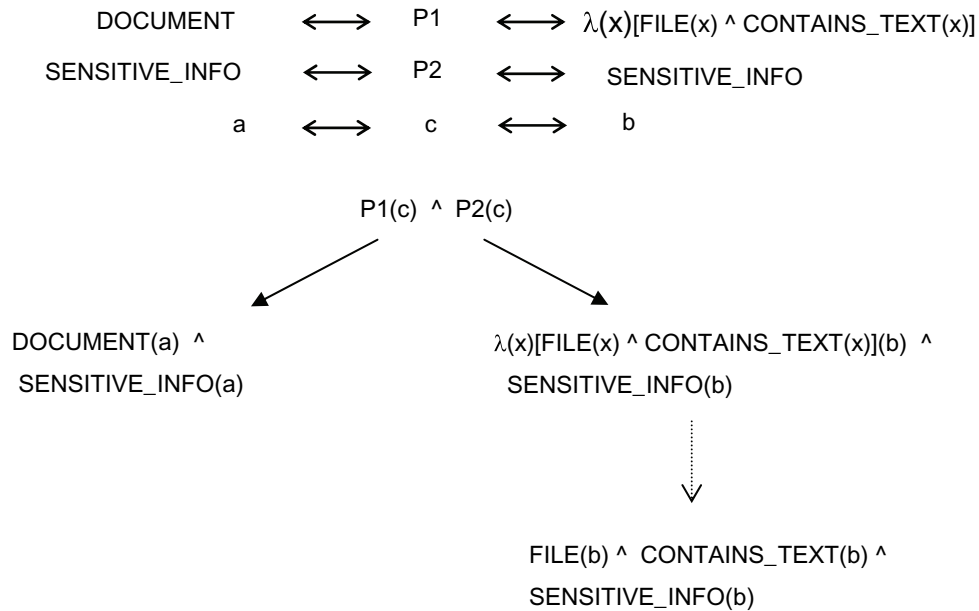 DOCUMENT P1 λ(x)[FILE(x) ^ CONTAINS_TEXT(x)]
SENSITIVE_INFO P2 SENSITIVE_INFO
a c b
P1(c) ^ P2(c)
DOCUMENT(a) ^ λ(x)[FILE(x) ^ CONTAINS_TEXT(x)](b) ^
SENSITIVE_INFO(a) SENSITIVE_INFO(b)
FILE(b) ^ CONTAINS_TEXT(b) ^
SENSITIVE_INFO(b)